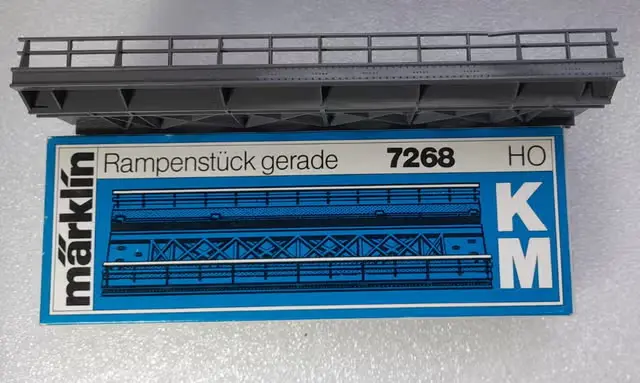 märklin
Rampenstück gerade 7268 HO
K
M